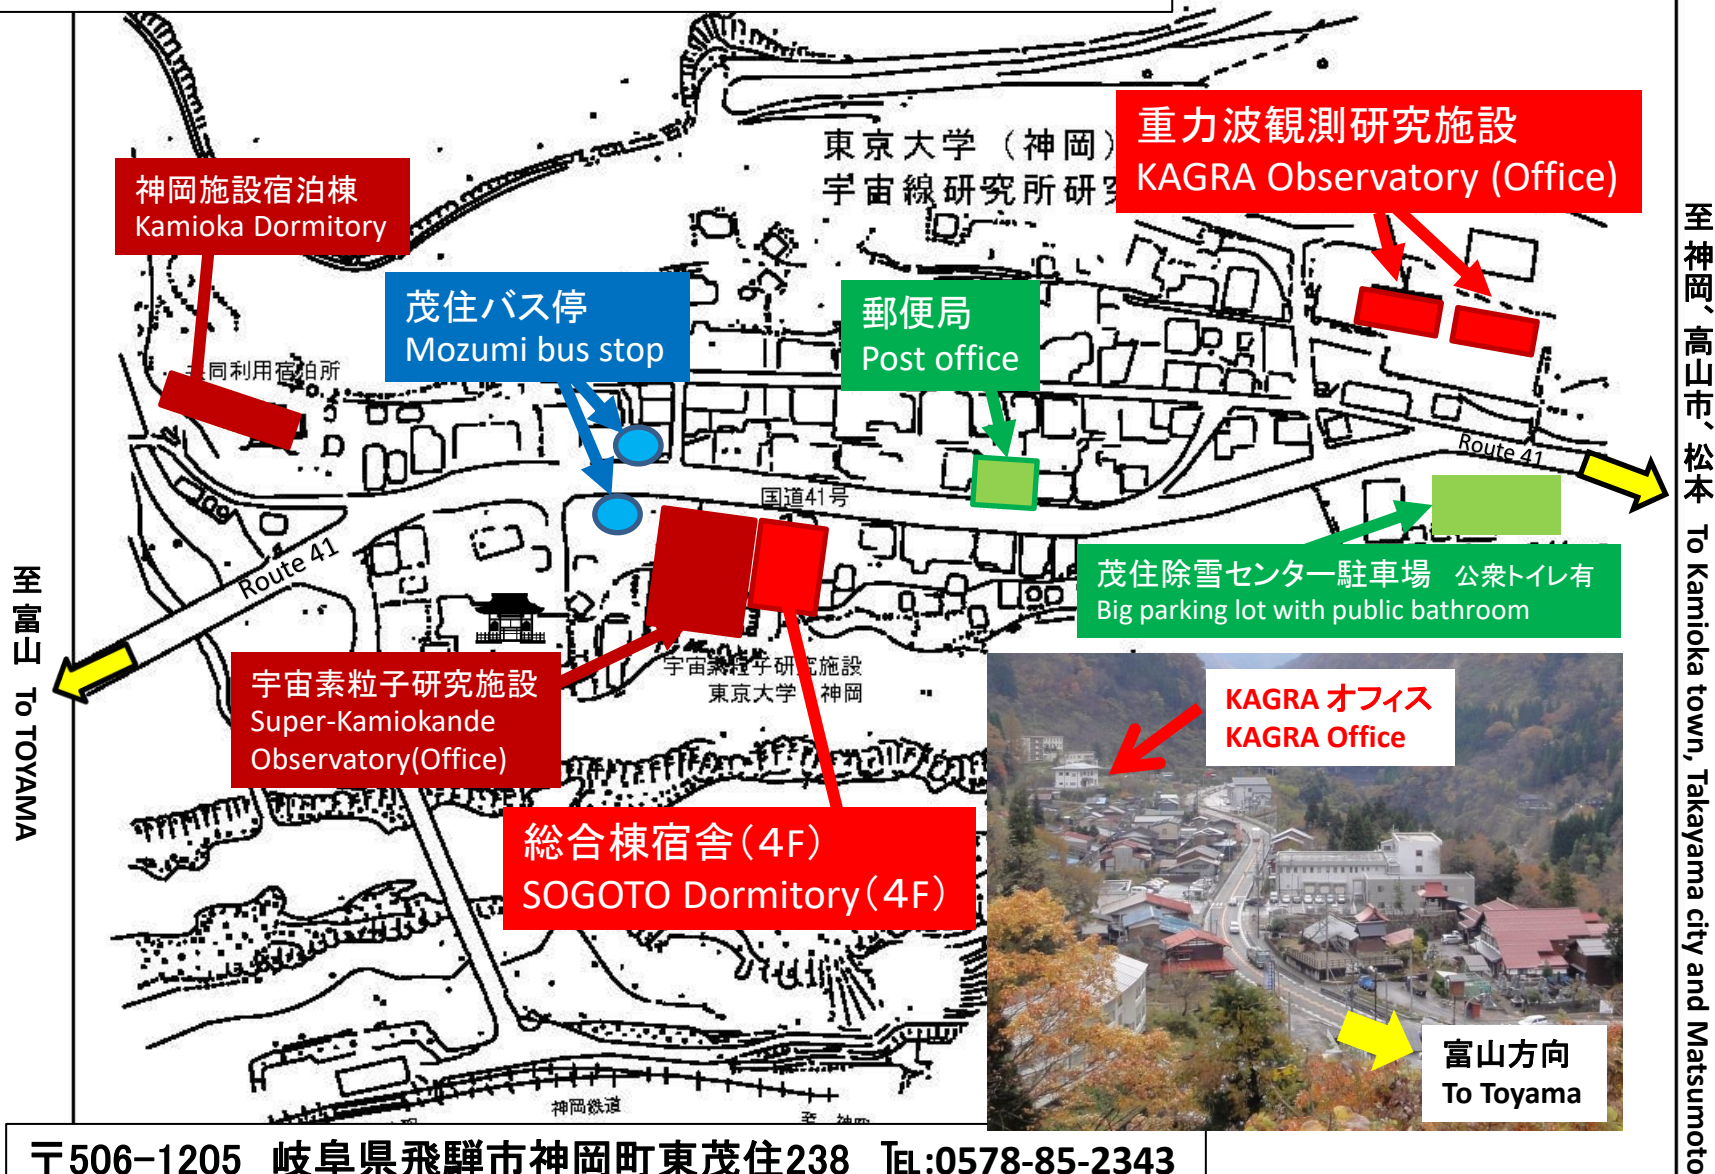 東京大学（神岡）
宇宙線研究所研究
重力波観測研究施設
KAGRA Observatory (Office)
神岡施設宿泊棟
Kamioka Dormitory
茂住バス停
Mozumi bus stop
郵便局
Post office
同利用宿泊所
国道41号
Route 41
Route 41
茂住除雪センター駐車場　公衆トイレ有
Big parking lot with public bathroom
至 富山 To TOYAMA
至 神岡、高山市、松本 To Kamioka town, Takayama city and Matsumoto
宇宙素粒子研究施設
Super-Kamiokande
Observatory(Office)
宇宙素粒子研究施設
東京大学 神岡
総合棟宿舎（4F）
SOGOTO Dormitory（4F）
KAGRA オフィス
KAGRA Office
富山方向
To Toyama
神岡鉄道
至 神岡
〒506-1205 岐阜県飛騨市神岡町東茂住238 TEL:0578-85-2343